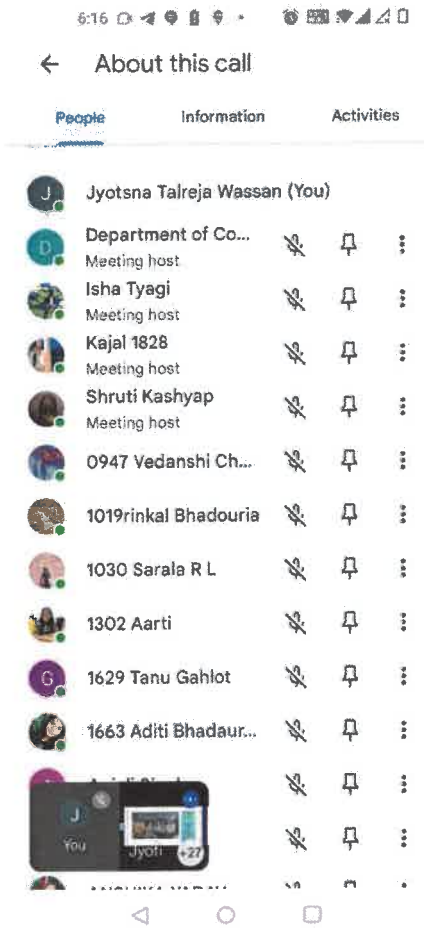 6:16
About this call
People Information Activities
J Jyotsna Talreja Wassan (You)
D Department of Co...
Meeting host
Isha Tyagi
Meeting host
Kajal 1828
Meeting host
Shruti Kashyap
Meeting host
0947 Vedanshi Ch...
1019rinkal Bhadouria
1030 Sarala R L
1302 Aarti
G 1629 Tanu Gahlot
1663 Aditi Bhadaur...
J
You Jyoti +27